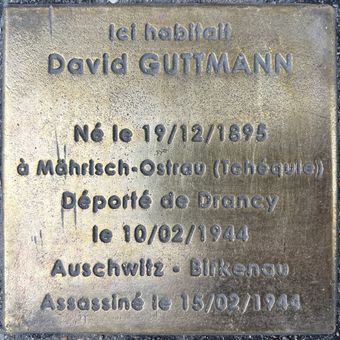 Ici habitait
David GUTTMANN
Né le 19/12/1895
à Mährisch-Ostrau (Tchéquie)
Déporté de Drancy
le 10/02/1944
Auschwitz - Birkenau
Assassiné le 15/02/1944